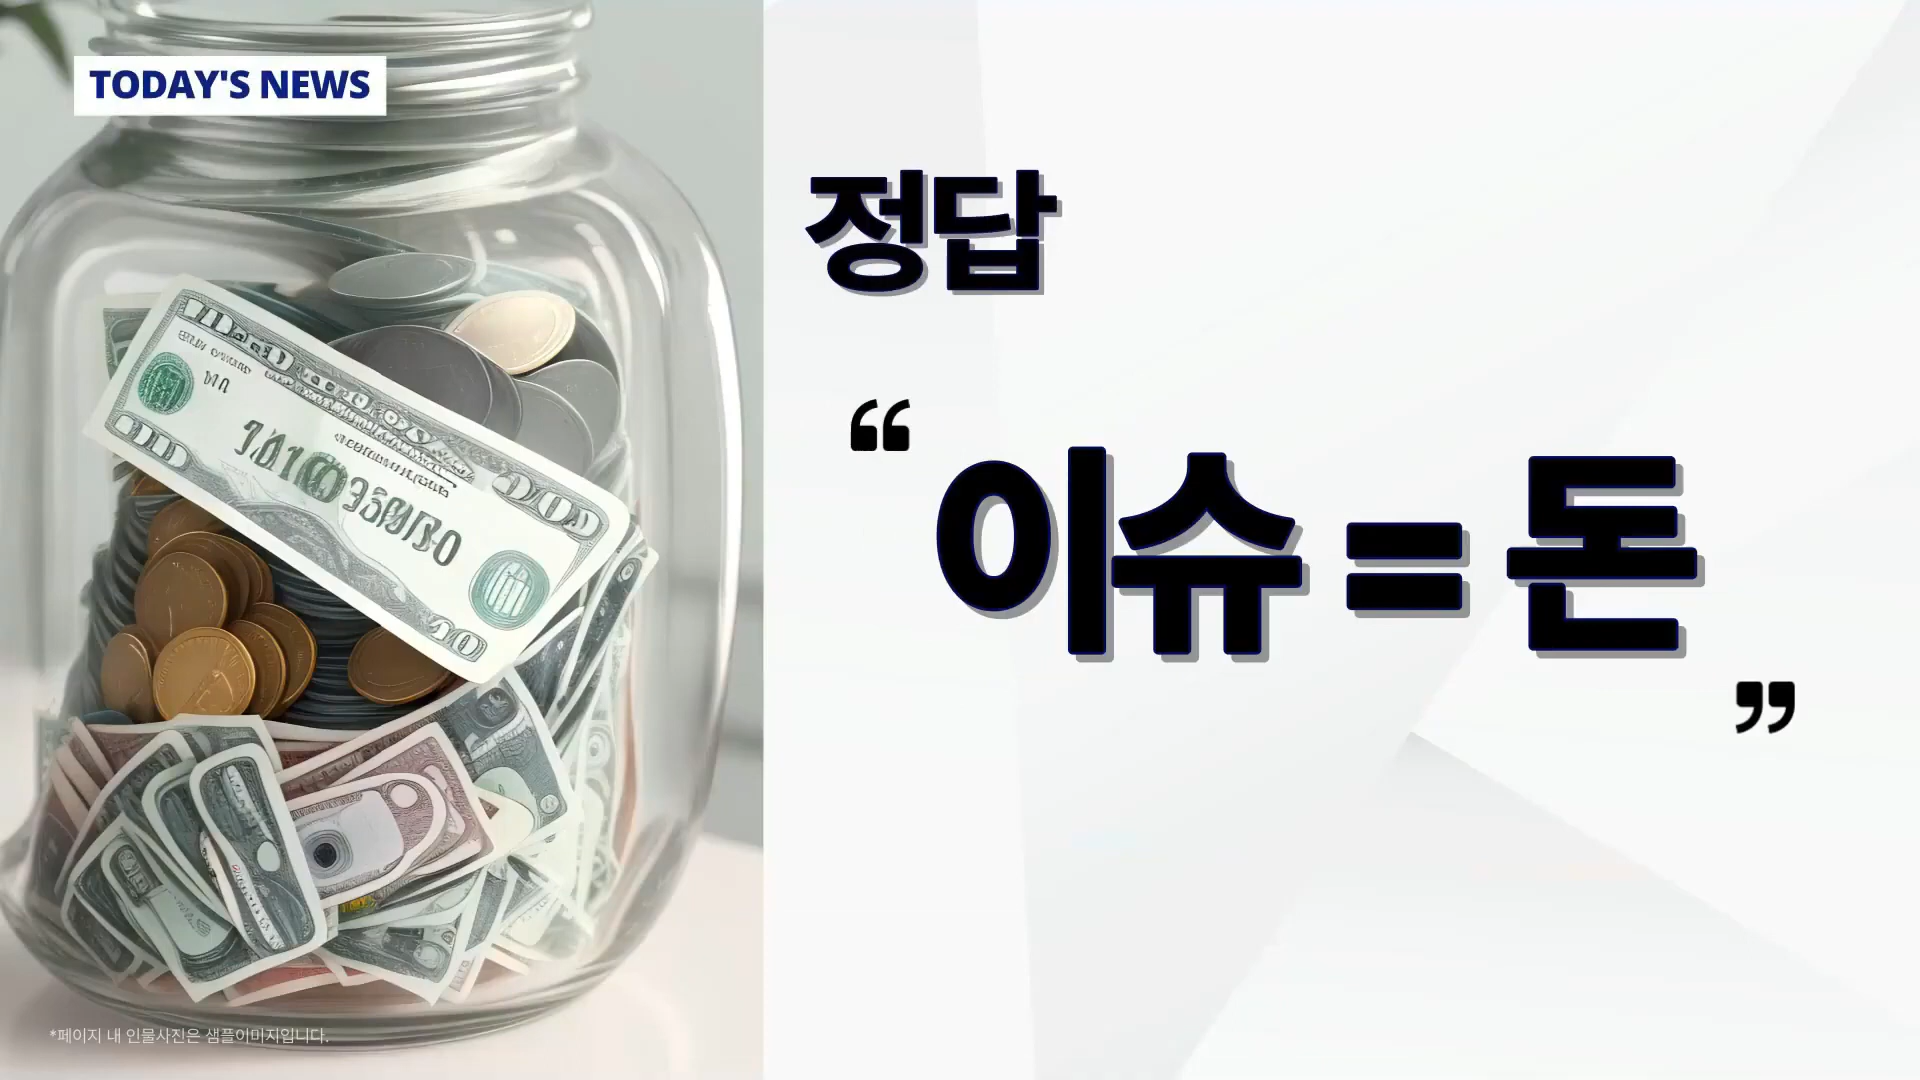 TODAY'S NEWS
정답
“이슈 = 돈”
*페이지 내 인물사진은 샘플이미지입니다.